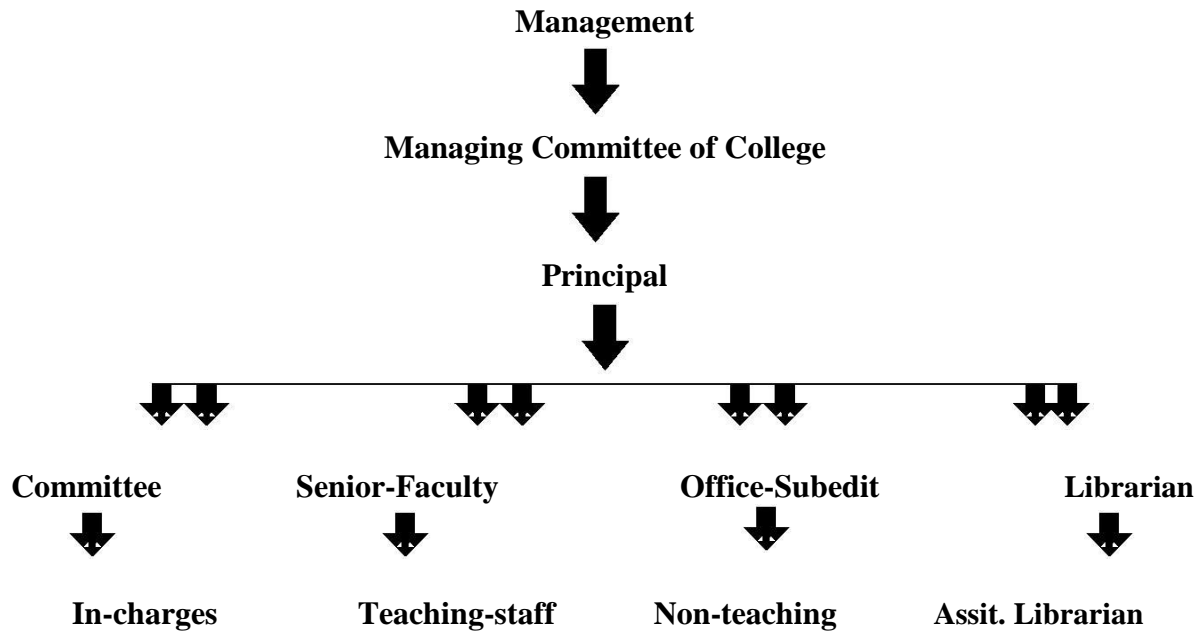 Management
Managing Committee of College
Principal
Committee Senior-Faculty Office-Subedit Librarian
In-charges Teaching-staff Non-teaching Assit. Librarian